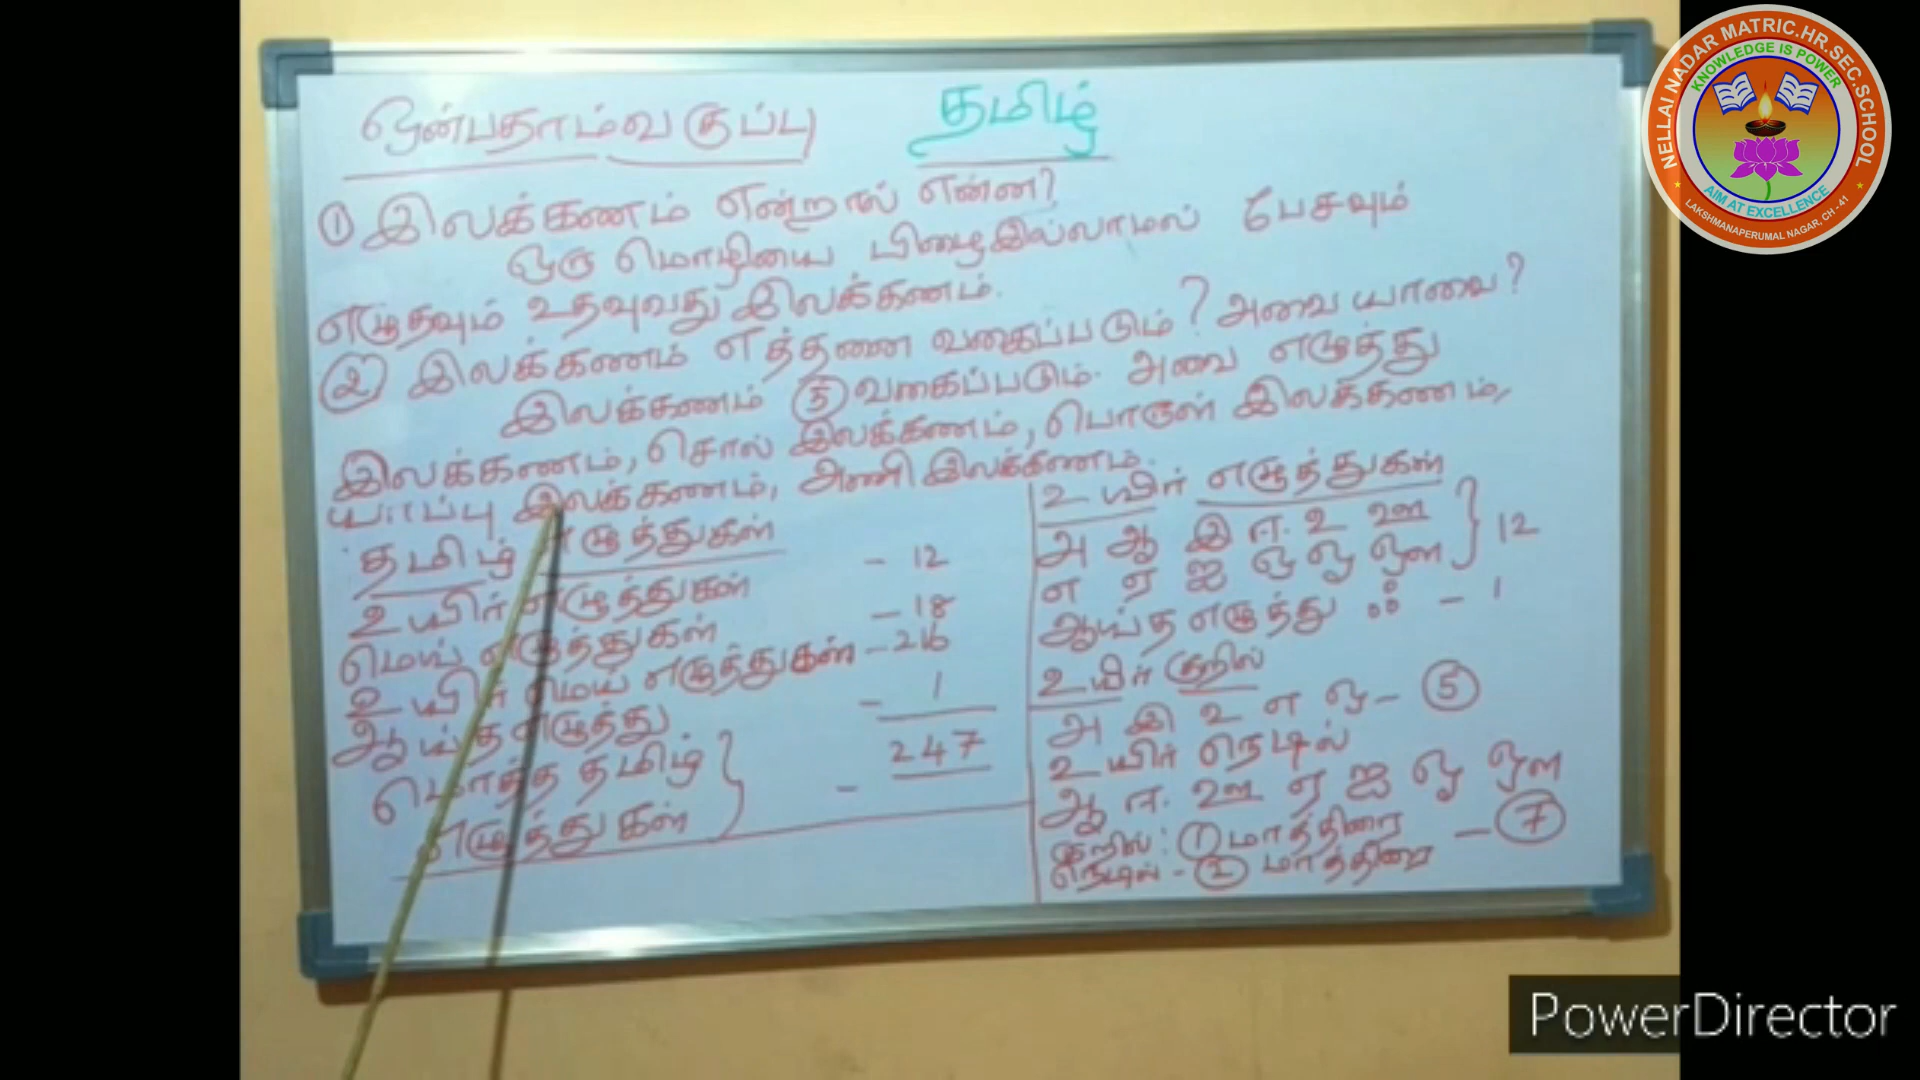 ஒன்பதாம்வகுப்பு
தமிழ்
① இலக்கணம் என்றால் என்ன?
ஒரு மொழியை பிழைஇல்லாமல் பேசவும்
எழுதவும் உதவுவது இலக்கணம்.
② இலக்கணம் எத்தனை வகைப்படும்? அவை யாவை?
இலக்கணம் ⑤ வகைப்படும். அவை எழுத்து
இலக்கணம், சொல் இலக்கணம், பொருள் இலக்கணம்,
யாப்பு இலக்கணம், அணி இலக்கணம்.
தமிழ் எழுத்துகள்
உயிர் எழுத்துகள் - 12
மெய் எழுத்துகள் - 18
உயிர் மெய் எழுத்துகள் - 216
ஆய்த எழுத்து - 1
மொத்த தமிழ்
எழுத்துகள் } - 247
உயிர் எழுத்துகள்
அ ஆ இ ஈ உ ஊ
எ ஏ ஐ ஒ ஓ ஔ } 12
ஆய்த எழுத்து ஃ - 1
உயிர் குறில்
அ இ உ எ ஒ - ⑤
உயிர் நெடில்
ஆ ஈ ஊ ஏ ஐ ஓ ஔ - ⑦
குறில்: ① மாத்திரை
நெடில் - ② மாத்திரை
NELLAI NADAR MATRIC.HR.SEC.SCHOOL
KNOWLEDGE IS POWER
AIM AT EXCELLENCE
LAKSHMANAPERUMAL NAGAR, CH - 41
PowerDirector